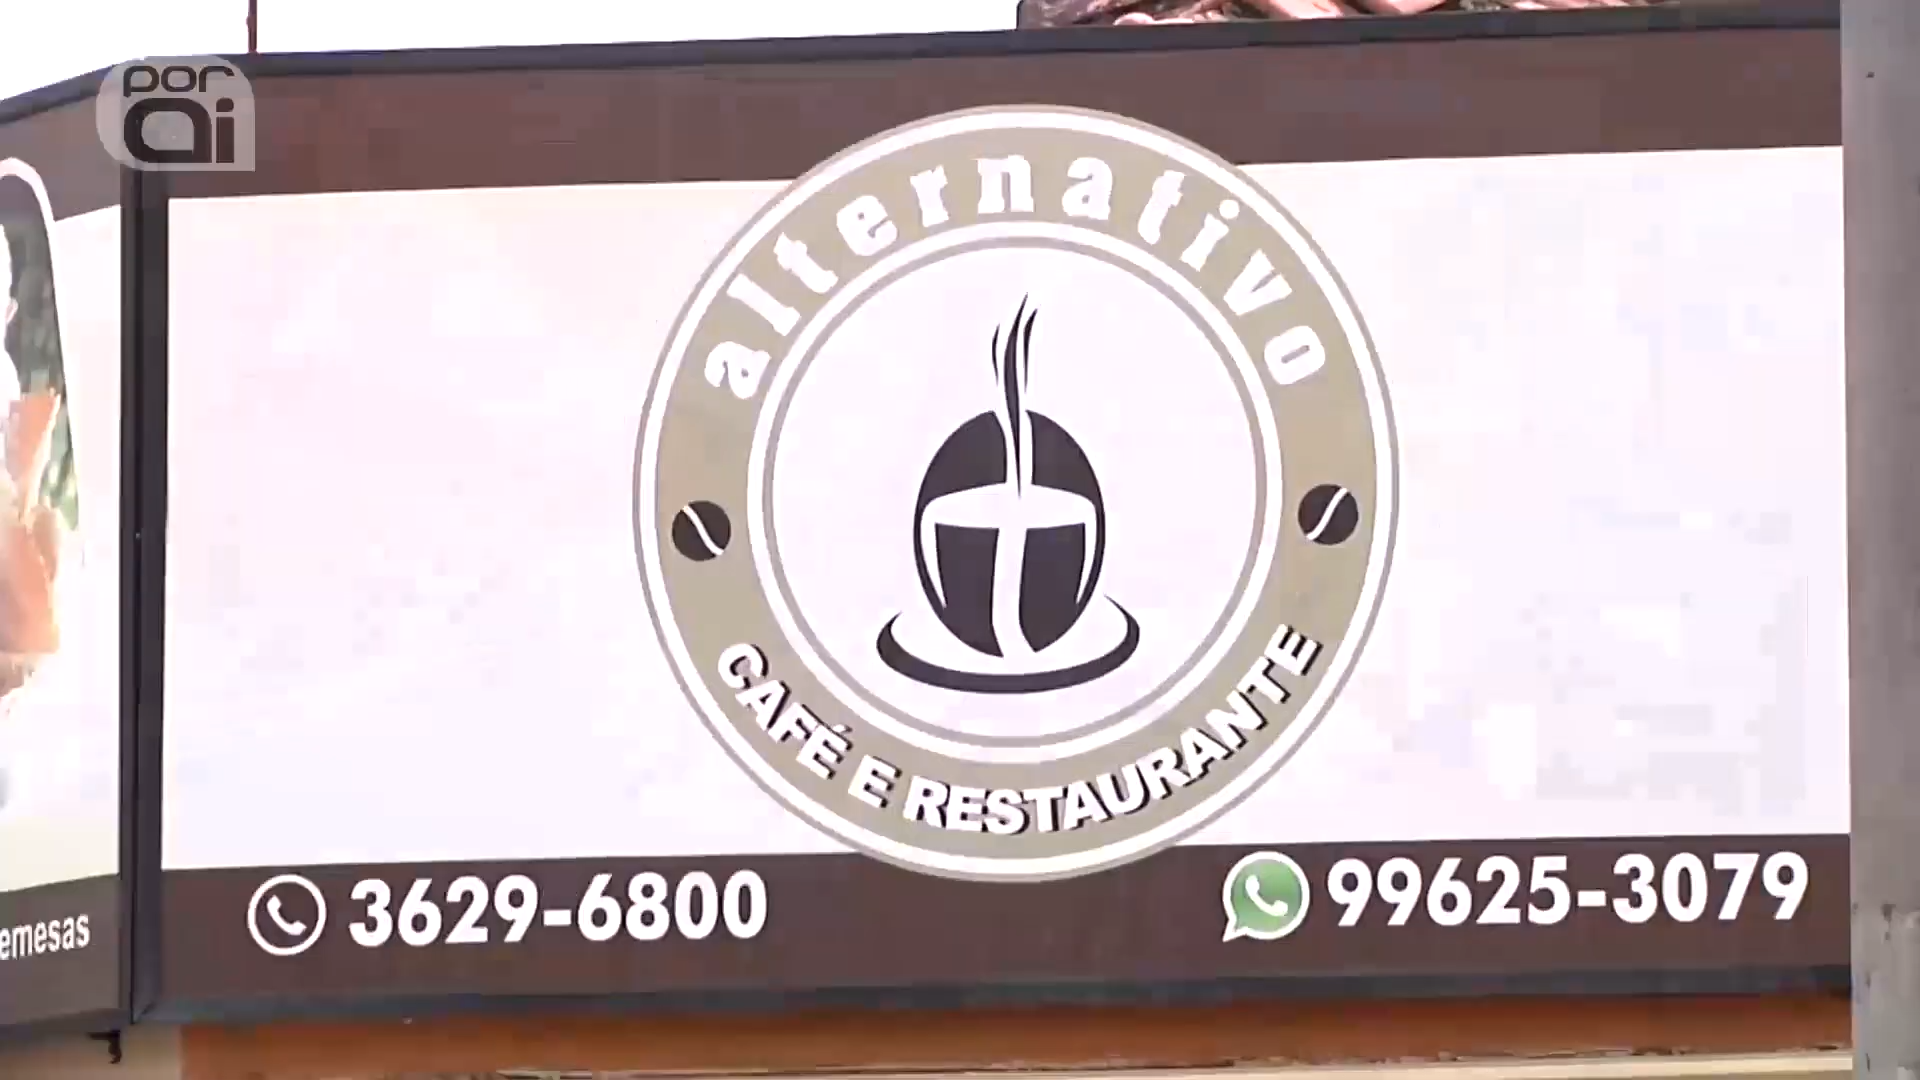 por
ai
alternativo
CAFÉ E RESTAURANTE
3629-6800
99625-3079
emesas